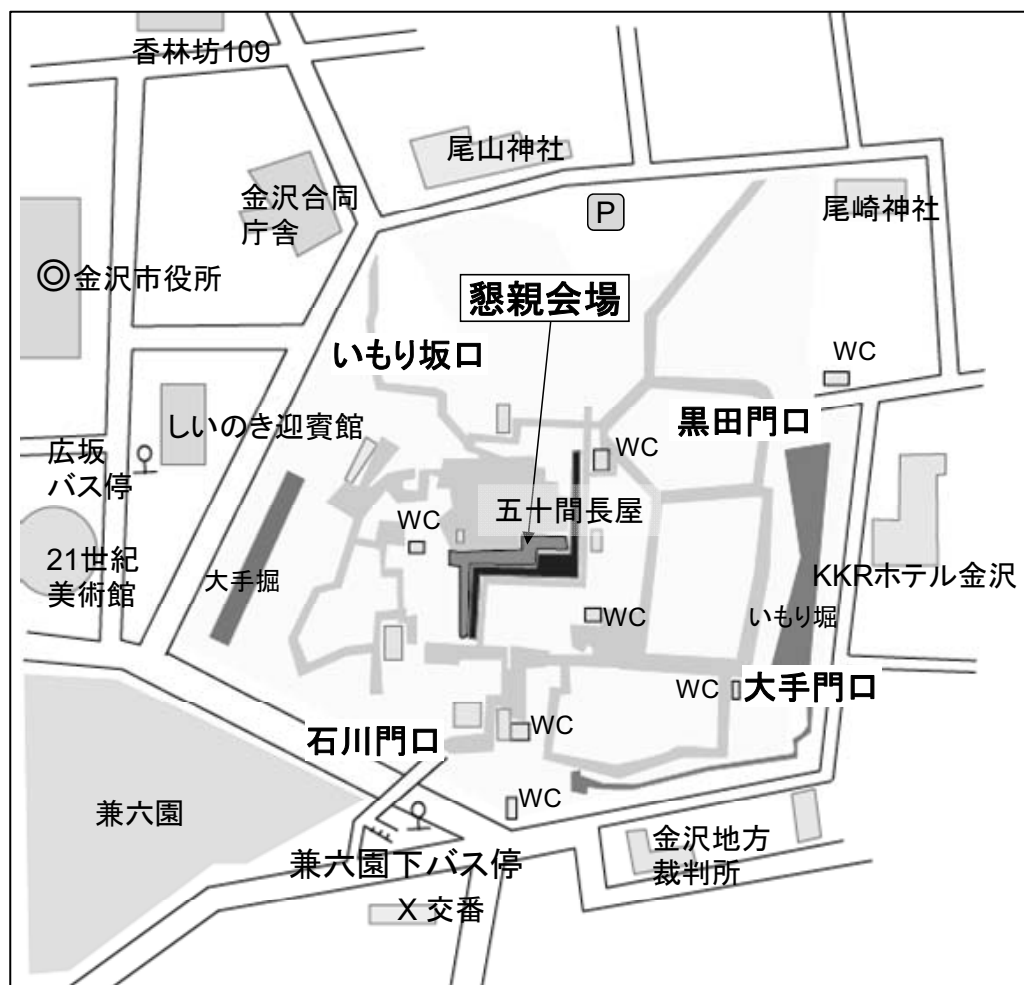 香林坊109
尾山神社
金沢合同
庁舎
P
尾崎神社
◎金沢市役所
懇親会場
いもり坂口
WC
しいのき迎賓館
黒田門口
広坂
バス停
WC
五十間長屋
WC
21世紀
美術館
大手掘
KKRホテル金沢
WC
いもり堀
WC
大手門口
石川門口
WC
WC
兼六園
金沢地方
裁判所
兼六園下バス停
X 交番